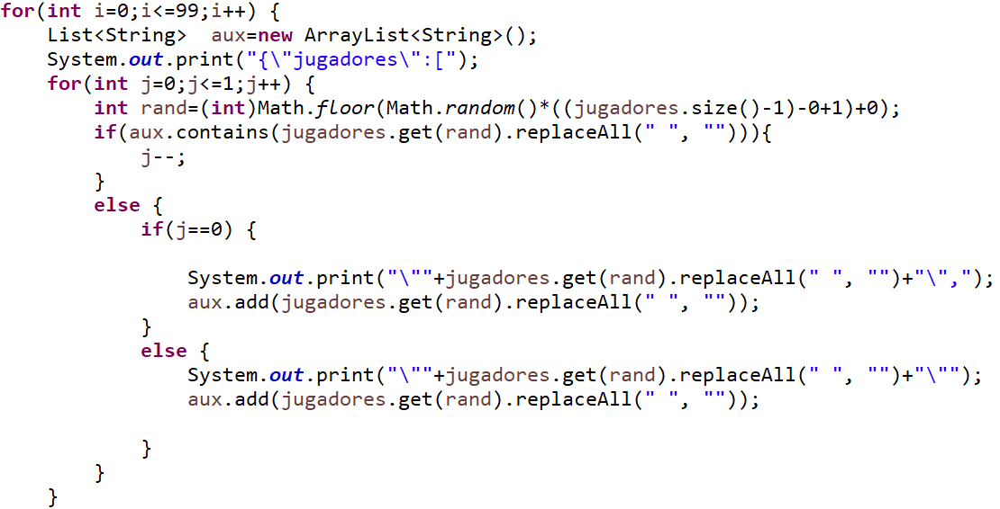 for(int i=0;i<=99;i++) {
    List<String>  aux=new ArrayList<String>();
    System.out.print("{\"jugadores\":[");
    for(int j=0;j<=1;j++) {
        int rand=(int)Math.floor(Math.random()*((jugadores.size()-1)-0+1)+0);
        if(aux.contains(jugadores.get(rand).replaceAll(" ", ""))){
            j--;
        }
        else {
            if(j==0) {

                System.out.print("\""+jugadores.get(rand).replaceAll(" ", "")+"\",");
                aux.add(jugadores.get(rand).replaceAll(" ", ""));
            }
            else {
                System.out.print("\""+jugadores.get(rand).replaceAll(" ", "")+"\"");
                aux.add(jugadores.get(rand).replaceAll(" ", ""));

            }
        }
    }